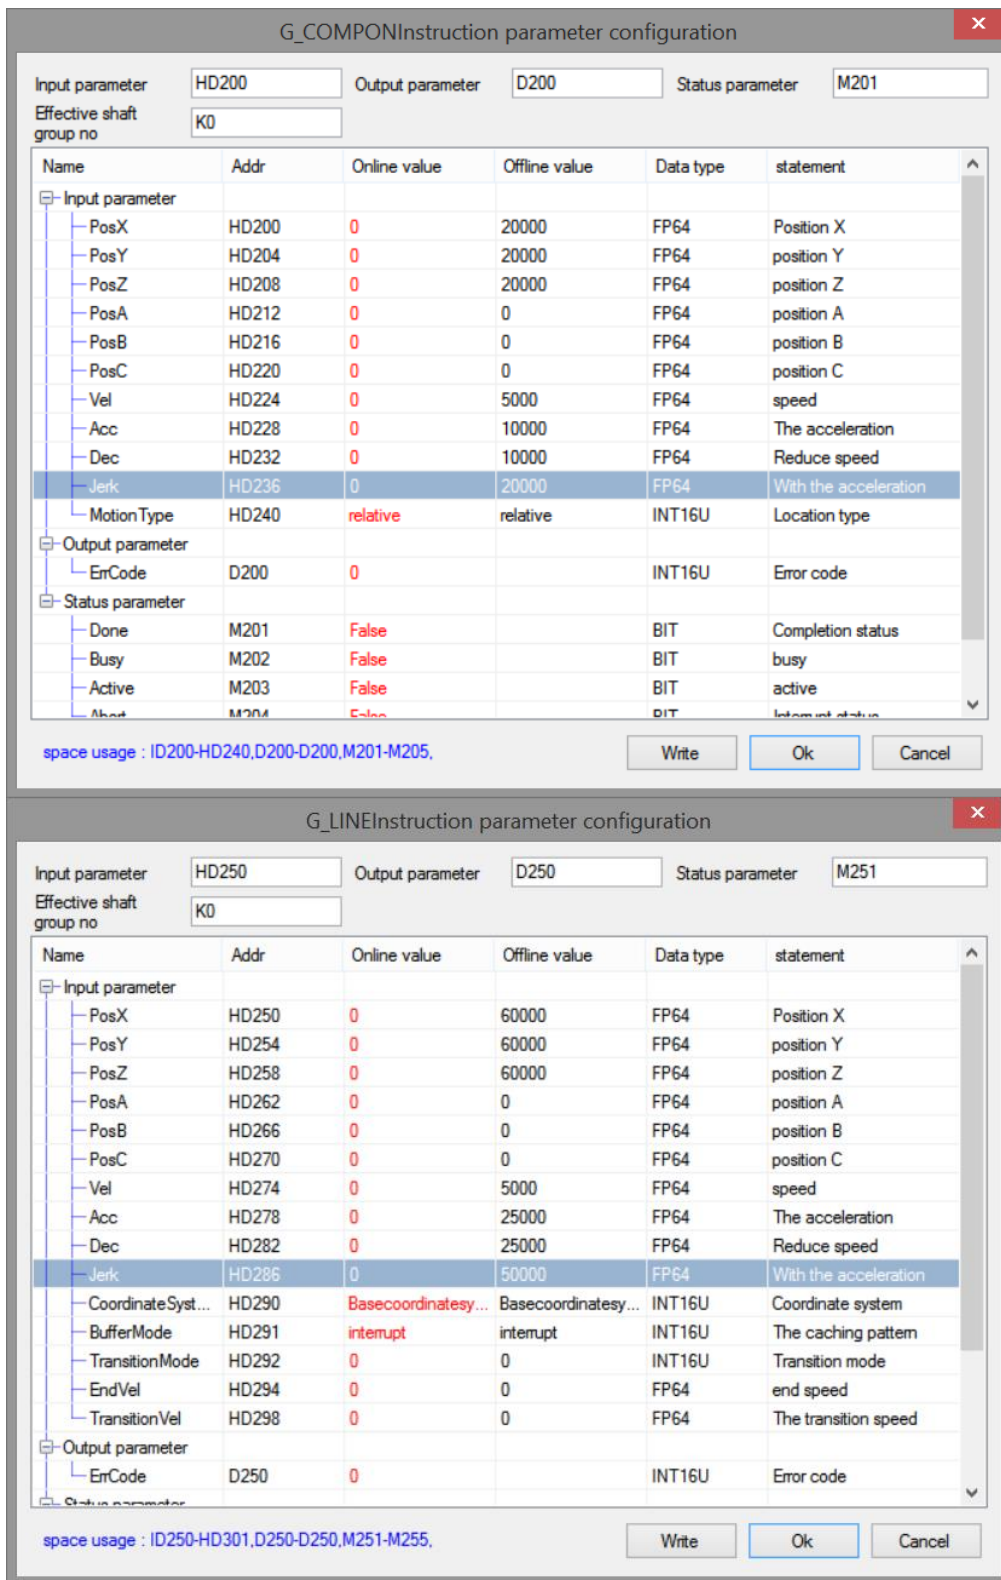 G_COMPONInstruction parameter configuration
Input parameter HD200 Output parameter D200 Status parameter M201
Effective shaft group no K0
Name Addr Online value Offline value Data type statement
Input parameter
PosX HD200 0 20000 FP64 Position X
PosY HD204 0 20000 FP64 position Y
PosZ HD208 0 20000 FP64 position Z
PosA HD212 0 0 FP64 position A
PosB HD216 0 0 FP64 position B
PosC HD220 0 0 FP64 position C
Vel HD224 0 5000 FP64 speed
Acc HD228 0 10000 FP64 The acceleration
Dec HD232 0 10000 FP64 Reduce speed
Jerk HD236 0 20000 FP64 With the acceleration
MotionType HD240 relative relative INT16U Location type
Output parameter
ErrCode D200 0 INT16U Error code
Status parameter
Done M201 False BIT Completion status
Busy M202 False BIT busy
Active M203 False BIT active
Abort M204 False BIT Interrupt status
space usage : ID200-HD240,D200-D200,M201-M205, Write Ok Cancel
G_LINEInstruction parameter configuration
Input parameter HD250 Output parameter D250 Status parameter M251
Effective shaft group no K0
Name Addr Online value Offline value Data type statement
Input parameter
PosX HD250 0 60000 FP64 Position X
PosY HD254 0 60000 FP64 position Y
PosZ HD258 0 60000 FP64 position Z
PosA HD262 0 0 FP64 position A
PosB HD266 0 0 FP64 position B
PosC HD270 0 0 FP64 position C
Vel HD274 0 5000 FP64 speed
Acc HD278 0 25000 FP64 The acceleration
Dec HD282 0 25000 FP64 Reduce speed
Jerk HD286 0 50000 FP64 With the acceleration
CoordinateSyst... HD290 Basecoordinatesy... Basecoordinatesy... INT16U Coordinate system
BufferMode HD291 interrupt interrupt INT16U The caching pattern
TransitionMode HD292 0 0 INT16U Transition mode
EndVel HD294 0 0 FP64 end speed
TransitionVel HD298 0 0 FP64 The transition speed
Output parameter
ErrCode D250 0 INT16U Error code
Status parameter
space usage : ID250-HD301,D250-D250,M251-M255, Write Ok Cancel